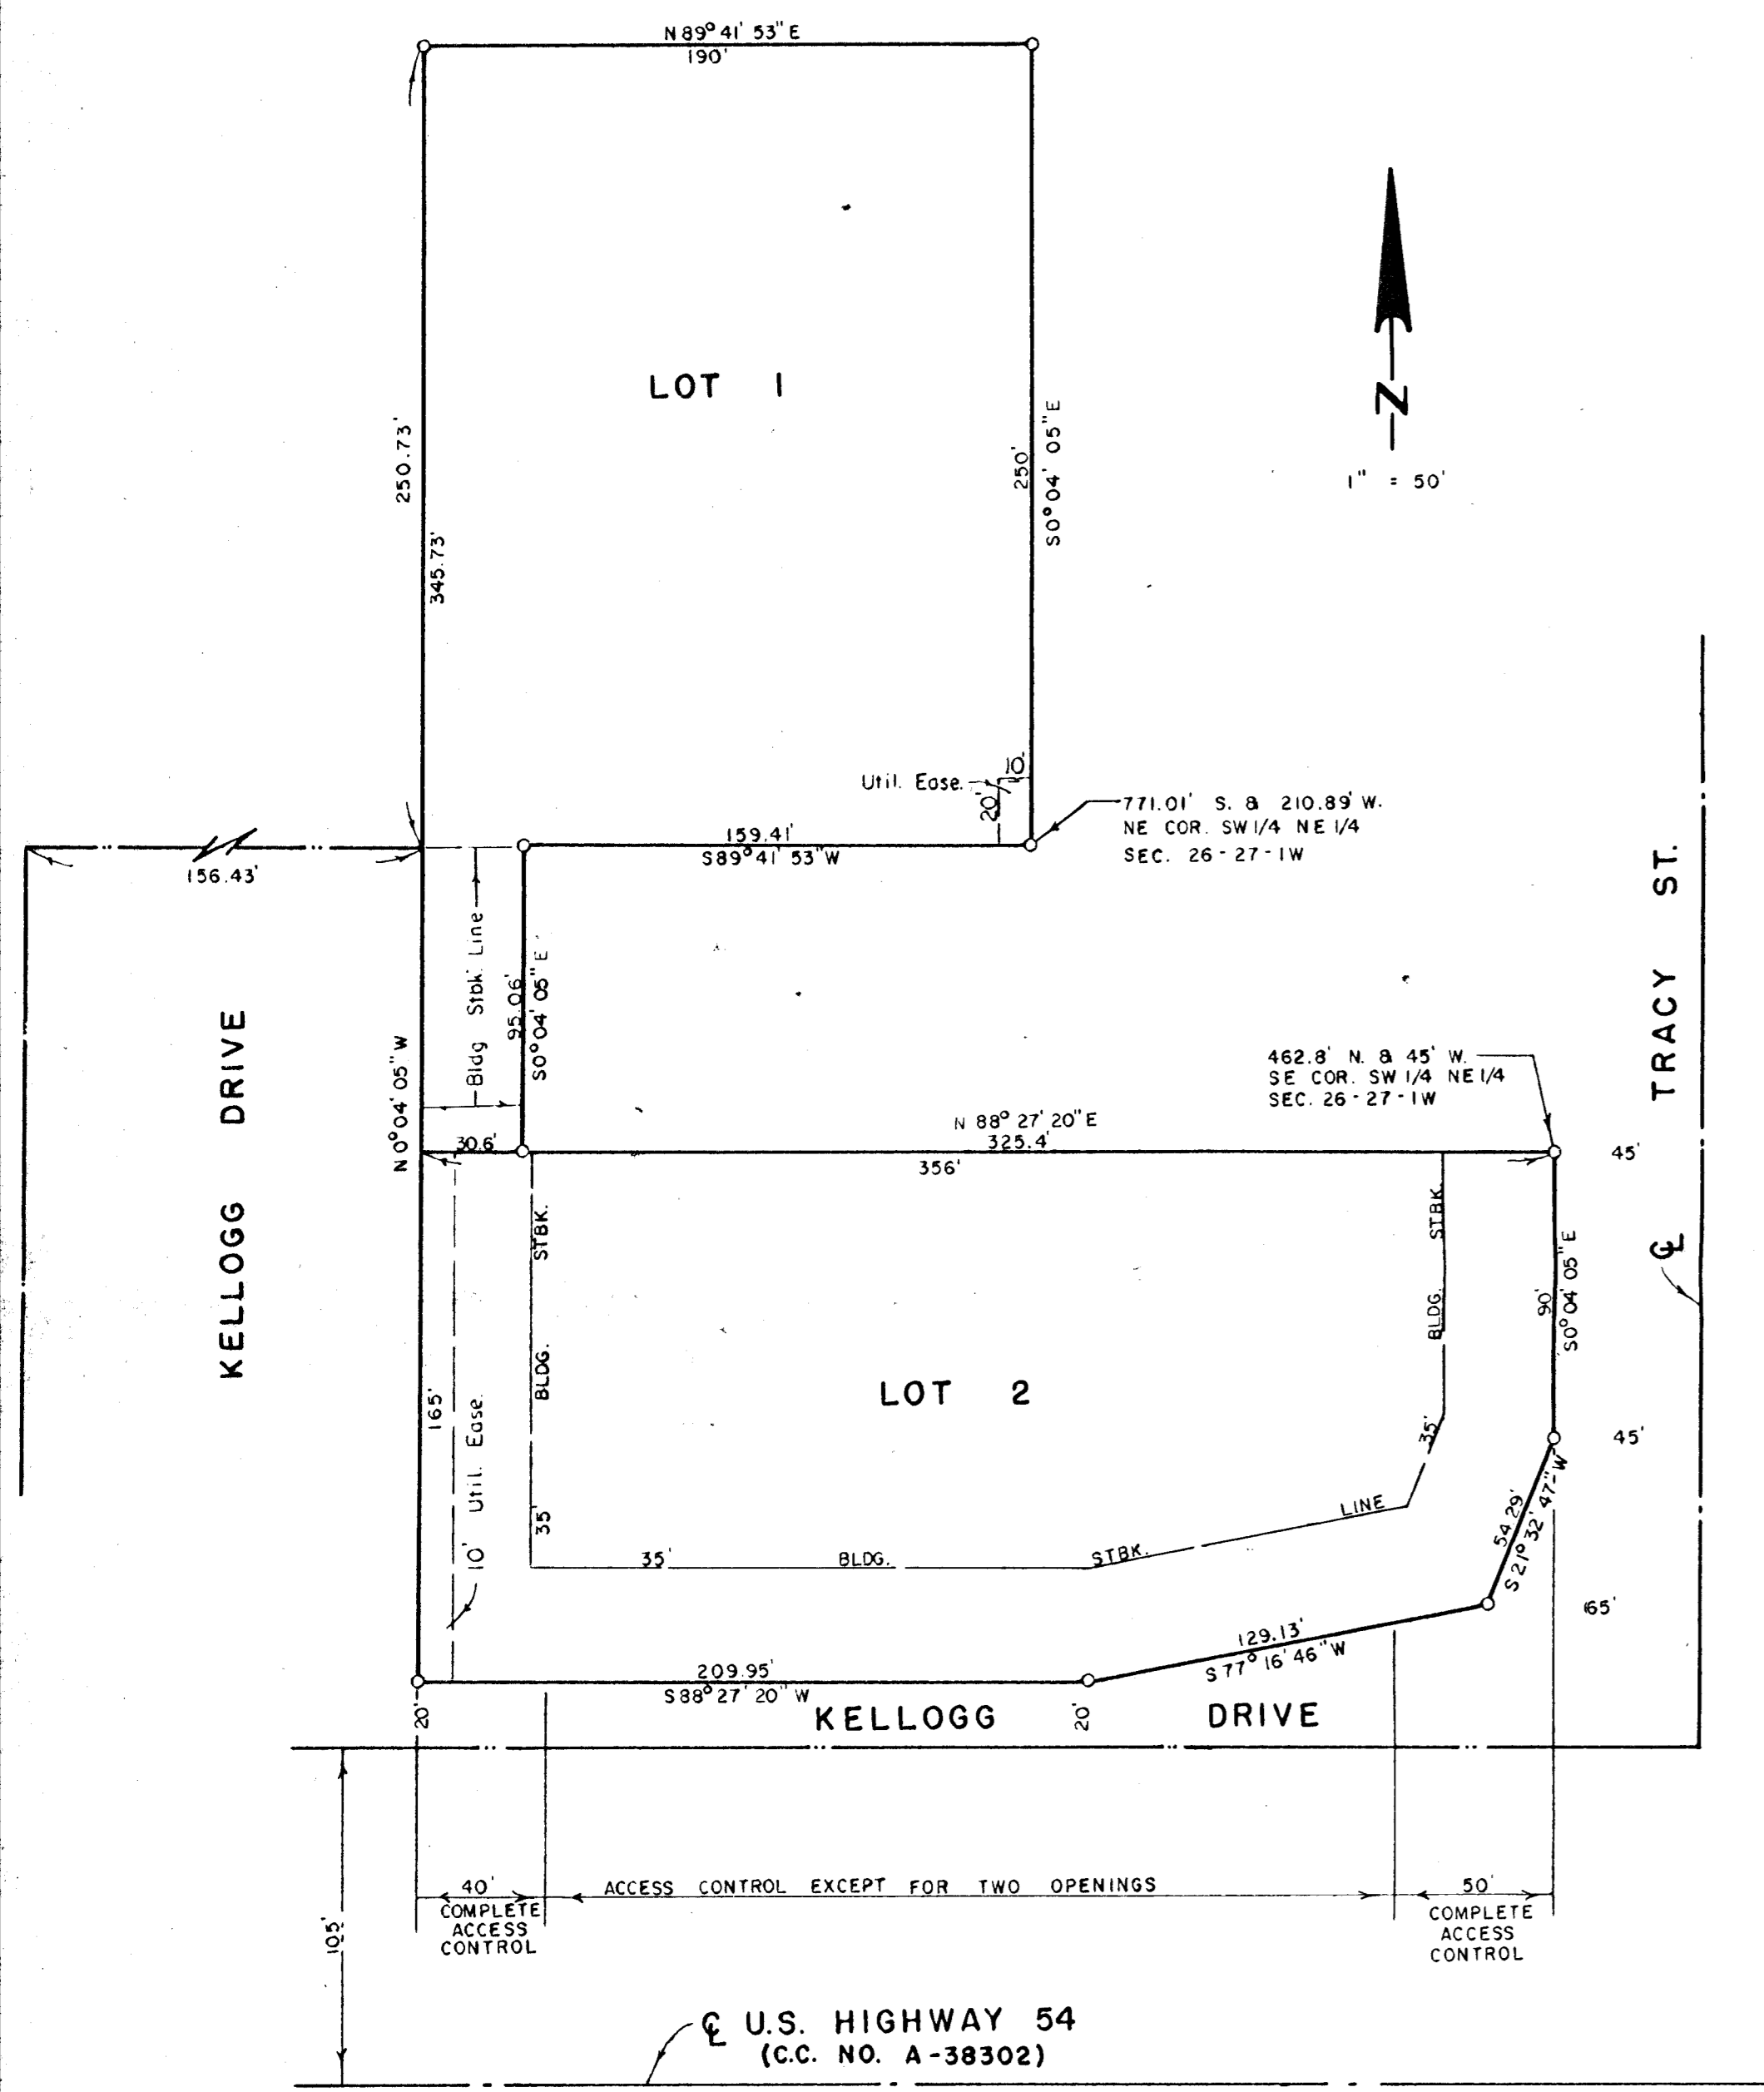 N 89° 41' 53" E
190'
LOT 1
250.73'
345.73'
250'
S 0° 04' 05" E
N
1" = 50'
Util. Ease.
10'
20'
771.01' S. & 210.89' W.
NE COR. SW 1/4 NE 1/4
SEC. 26-27-1W
159.41'
S 89° 41' 53" W
156.43'
Bldg Stbk. Line
95.06'
S 0° 04' 05" E
KELLOGG DRIVE
N 0° 04' 05" W
TRACY ST.
462.8' N. & 45' W.
SE COR. SW 1/4 NE 1/4
SEC. 26-27-1W
N 88° 27' 20" E
30.6'
325.4'
356'
45'
BLDG. STBK.
BLDG. STBK.
90'
S 0° 04' 05" E
℄
LOT 2
165'
10' Util. Ease.
35'
35'
45'
35' BLDG. STBK. LINE
54.29'
S 21° 32' 47" W
65'
129.13'
S 77° 16' 46" W
209.95'
S 88° 27' 20" W
20'
20'
KELLOGG DRIVE
40'
COMPLETE
ACCESS
CONTROL
ACCESS CONTROL EXCEPT FOR TWO OPENINGS
50'
COMPLETE
ACCESS
CONTROL
105'
℄ U.S. HIGHWAY 54
(C.C. NO. A-38302)